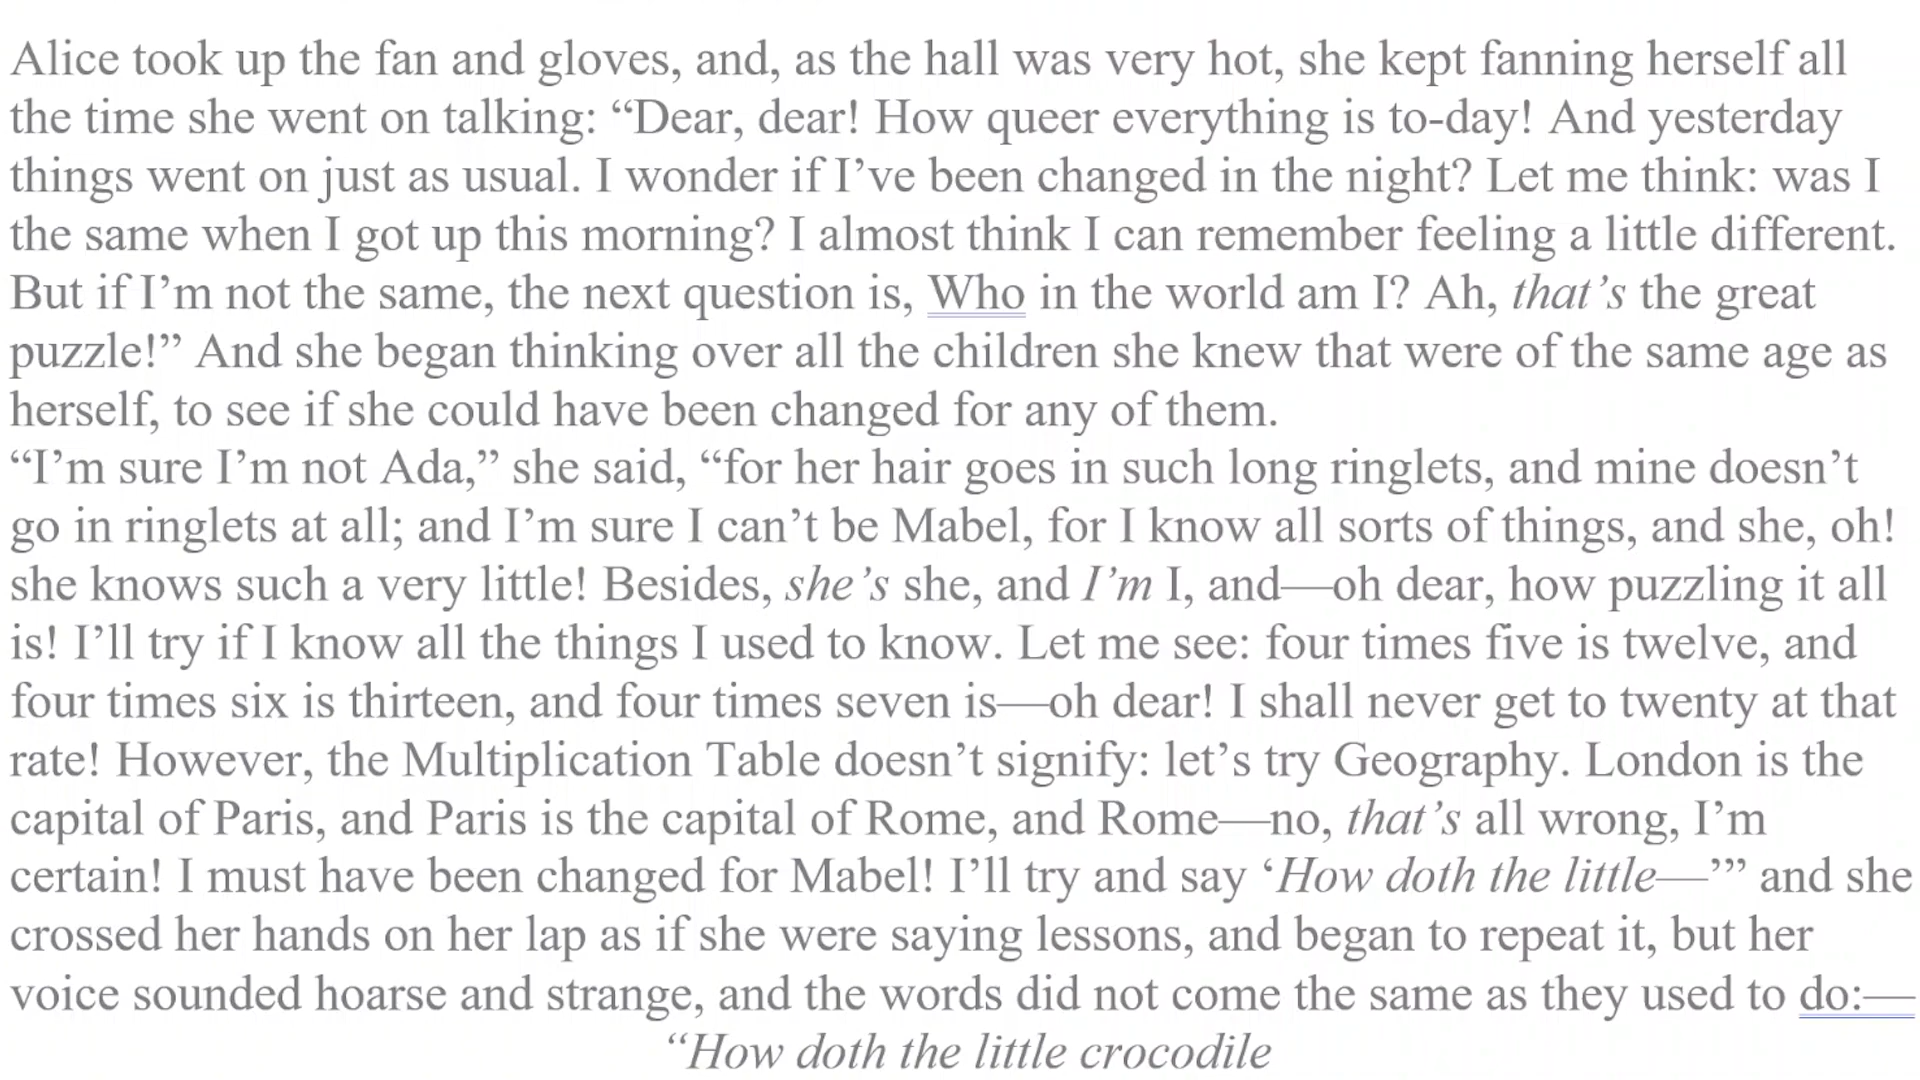 Alice took up the fan and gloves, and, as the hall was very hot, she kept fanning herself all
the time she went on talking: “Dear, dear! How queer everything is to-day! And yesterday
things went on just as usual. I wonder if I’ve been changed in the night? Let me think: was I
the same when I got up this morning? I almost think I can remember feeling a little different.
But if I’m not the same, the next question is, Who in the world am I? Ah, that’s the great
puzzle!” And she began thinking over all the children she knew that were of the same age as
herself, to see if she could have been changed for any of them.
“I’m sure I’m not Ada,” she said, “for her hair goes in such long ringlets, and mine doesn’t
go in ringlets at all; and I’m sure I can’t be Mabel, for I know all sorts of things, and she, oh!
she knows such a very little! Besides, she’s she, and I’m I, and—oh dear, how puzzling it all
is! I’ll try if I know all the things I used to know. Let me see: four times five is twelve, and
four times six is thirteen, and four times seven is—oh dear! I shall never get to twenty at that
rate! However, the Multiplication Table doesn’t signify: let’s try Geography. London is the
capital of Paris, and Paris is the capital of Rome, and Rome—no, that’s all wrong, I’m
certain! I must have been changed for Mabel! I’ll try and say ‘How doth the little—’” and she
crossed her hands on her lap as if she were saying lessons, and began to repeat it, but her
voice sounded hoarse and strange, and the words did not come the same as they used to do:—
“How doth the little crocodile